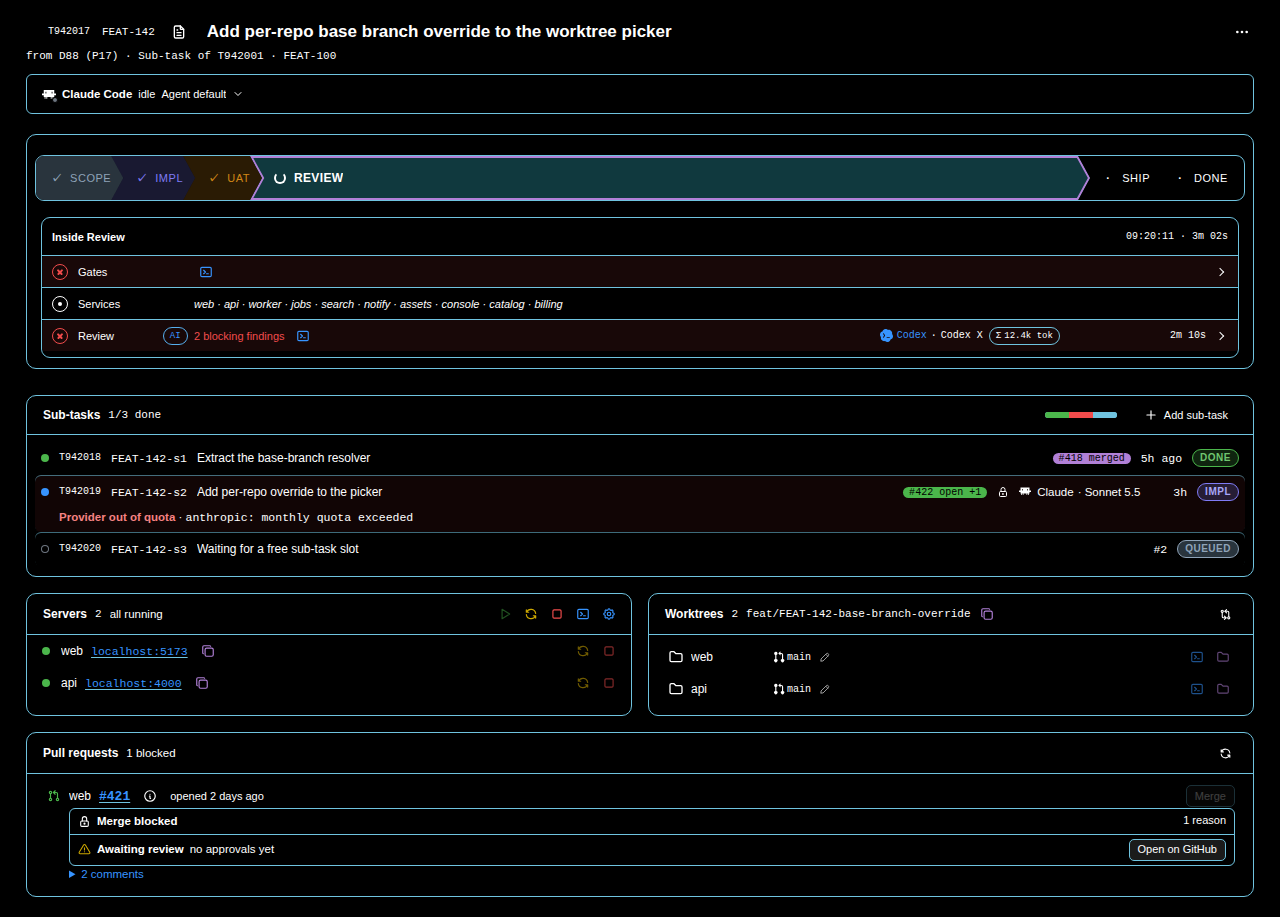 T942017 FEAT-142 Add per-repo base branch override to the worktree picker
from D88 (P17) · Sub-task of T942001 · FEAT-100
Claude Code idle Agent default
SCOPE IMPL UAT REVIEW · SHIP · DONE
Inside Review 09:20:11 · 3m 02s
Gates
Services web · api · worker · jobs · search · notify · assets · console · catalog · billing
Review AI 2 blocking findings Codex · Codex X Σ 12.4k tok 2m 10s
Sub-tasks 1/3 done Add sub-task
T942018 FEAT-142-s1 Extract the base-branch resolver #418 merged 5h ago DONE
T942019 FEAT-142-s2 Add per-repo override to the picker #422 open +1 Claude · Sonnet 5.5 3h IMPL
Provider out of quota · anthropic: monthly quota exceeded
T942020 FEAT-142-s3 Waiting for a free sub-task slot #2 QUEUED
Servers 2 all running
web localhost:5173
api localhost:4000
Worktrees 2 feat/FEAT-142-base-branch-override
web main
api main
Pull requests 1 blocked
web #421 opened 2 days ago Merge
Merge blocked 1 reason
Awaiting review no approvals yet Open on GitHub
2 comments